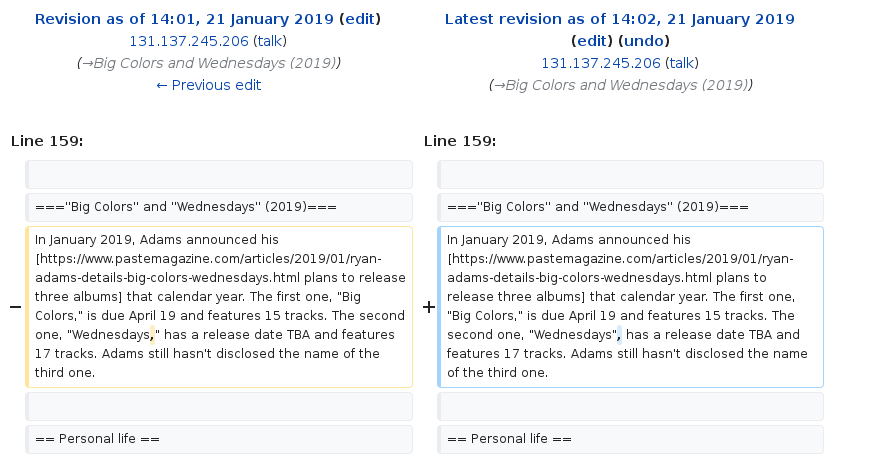 Revision as of 14:01, 21 January 2019 (edit)
131.137.245.206 (talk)
(→Big Colors and Wednesdays (2019))
← Previous edit
Latest revision as of 14:02, 21 January 2019
(edit) (undo)
131.137.245.206 (talk)
(→Big Colors and Wednesdays (2019))
Line 159:
Line 159:
==="Big Colors" and "Wednesdays" (2019)===
==="Big Colors" and "Wednesdays" (2019)===
−
In January 2019, Adams announced his
[https://www.pastemagazine.com/articles/2019/01/ryan-
adams-details-big-colors-wednesdays.html plans to release
three albums] that calendar year. The first one, "Big
Colors," is due April 19 and features 15 tracks. The second
one, "Wednesdays," has a release date TBA and features
17 tracks. Adams still hasn't disclosed the name of the
third one.
+
In January 2019, Adams announced his
[https://www.pastemagazine.com/articles/2019/01/ryan-
adams-details-big-colors-wednesdays.html plans to
release three albums] that calendar year. The first one,
"Big Colors," is due April 19 and features 15 tracks. The
second one, "Wednesdays", has a release date TBA and
features 17 tracks. Adams still hasn't disclosed the name
of the third one.
== Personal life ==
== Personal life ==